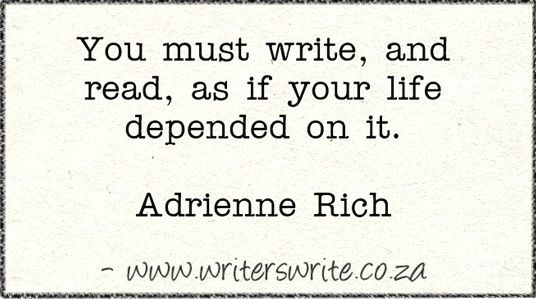 You must write, and
read, as if your life
depended on it.
Adrienne Rich
- www.writerswrite.co.za